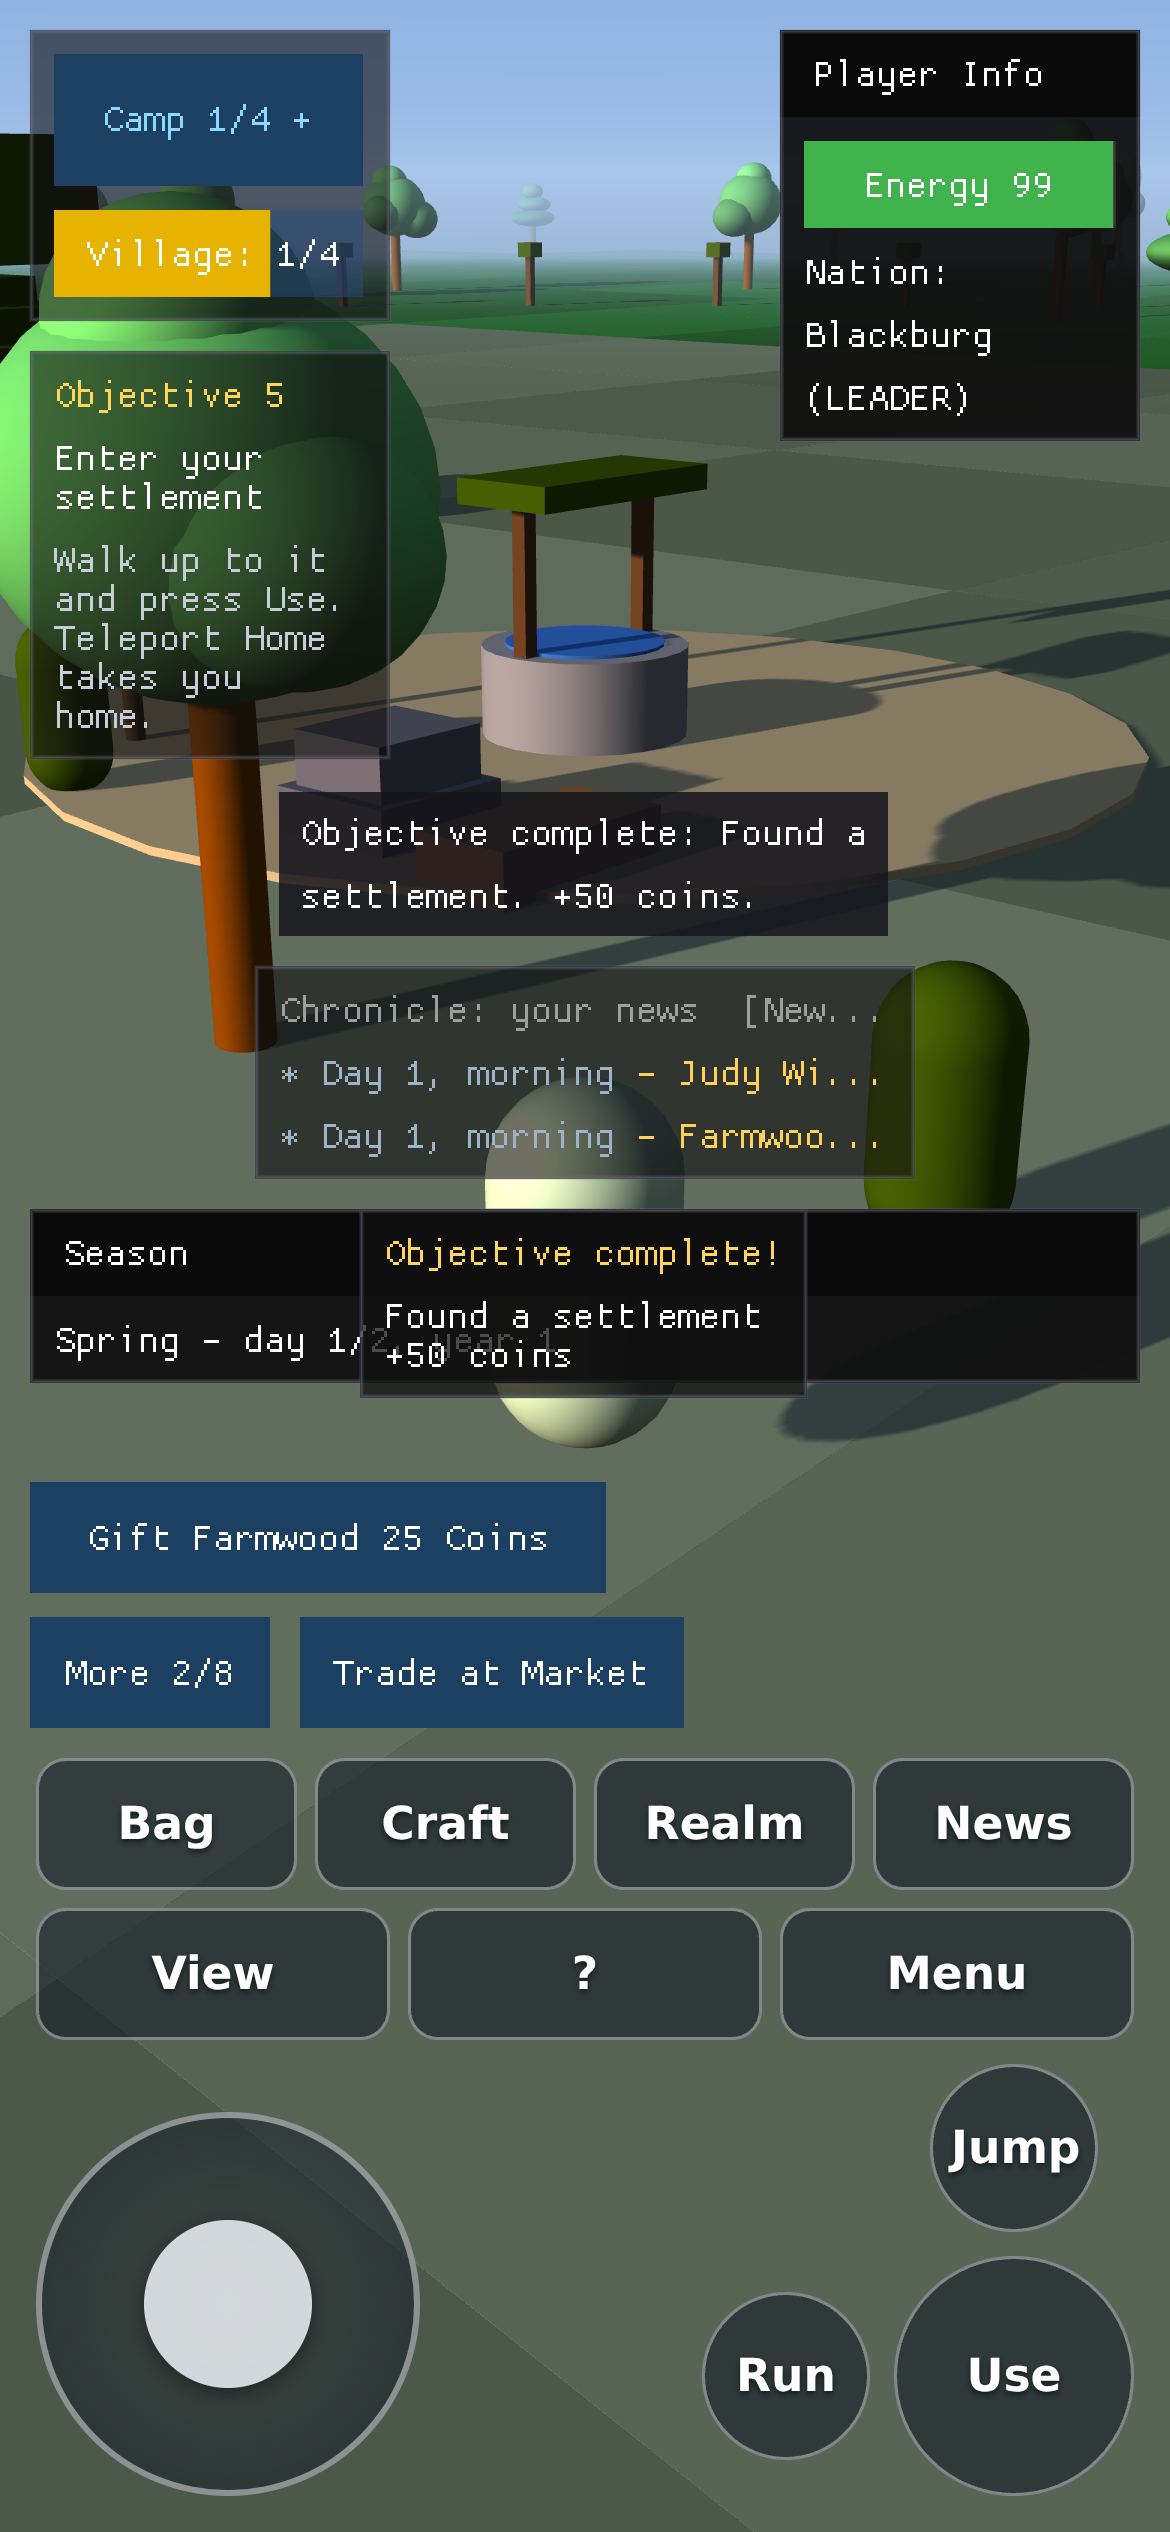 Camp 1/4 +
Village: 1/4
Player Info
Energy 99
Nation:
Blackburg
(LEADER)
Objective 5
Enter your
settlement
Walk up to it
and press Use.
Teleport Home
takes you
home.
Objective complete: Found a
settlement. +50 coins.
Chronicle: your news [New...
* Day 1, morning - Judy Wi...
* Day 1, morning - Farmwoo...
Season
Spring - day 1/2, year 1
Objective complete!
Found a settlement
+50 coins
Gift Farmwood 25 Coins
More 2/8
Trade at Market
Bag
Craft
Realm
News
View
?
Menu
Jump
Run
Use